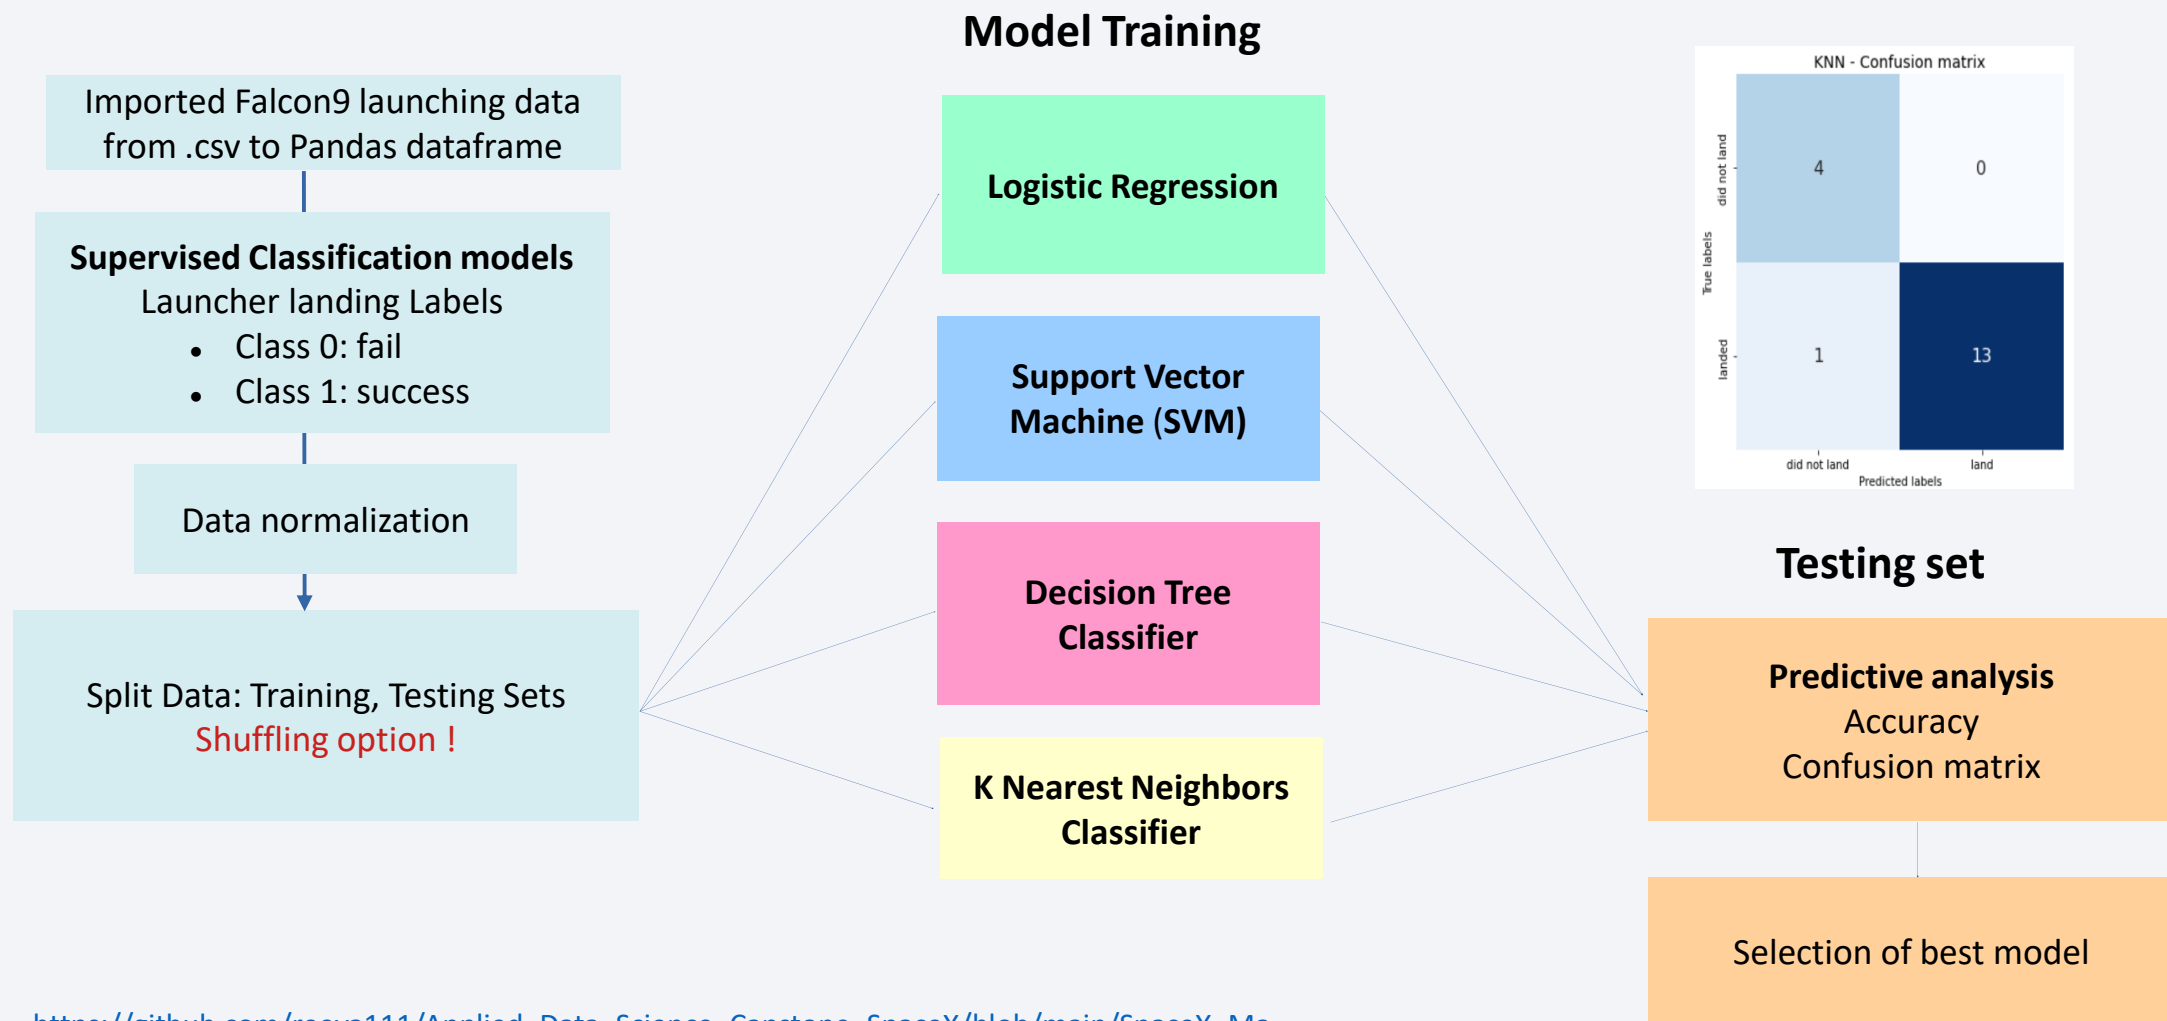 Model Training
Imported Falcon9 launching data
from .csv to Pandas dataframe
Supervised Classification models
Launcher landing Labels
• Class 0: fail
• Class 1: success
Data normalization
Split Data: Training, Testing Sets
Shuffling option !
Logistic Regression
Support Vector
Machine (SVM)
Decision Tree
Classifier
K Nearest Neighbors
Classifier
KNN - Confusion matrix
True labels
did not land
4 0
landed
1 13
did not land land
Predicted labels
Testing set
Predictive analysis
Accuracy
Confusion matrix
Selection of best model